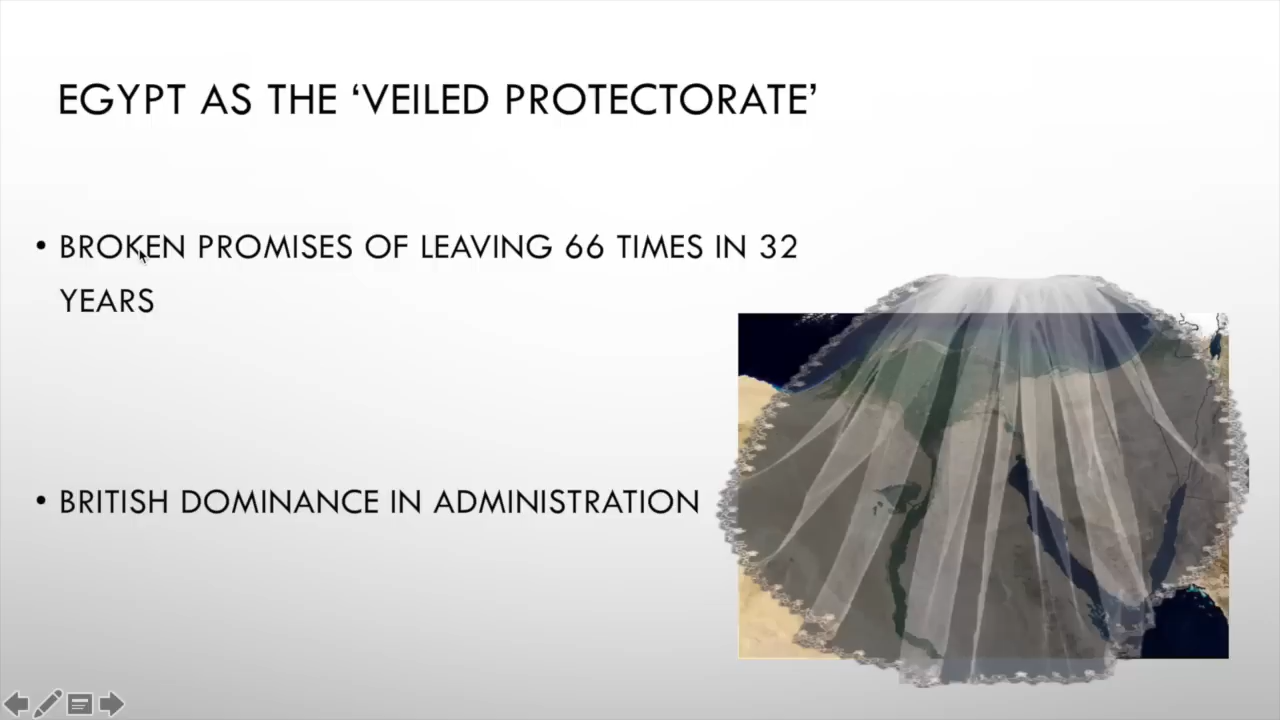 EGYPT AS THE ‘VEILED PROTECTORATE’
• BROKEN PROMISES OF LEAVING 66 TIMES IN 32
YEARS
• BRITISH DOMINANCE IN ADMINISTRATION